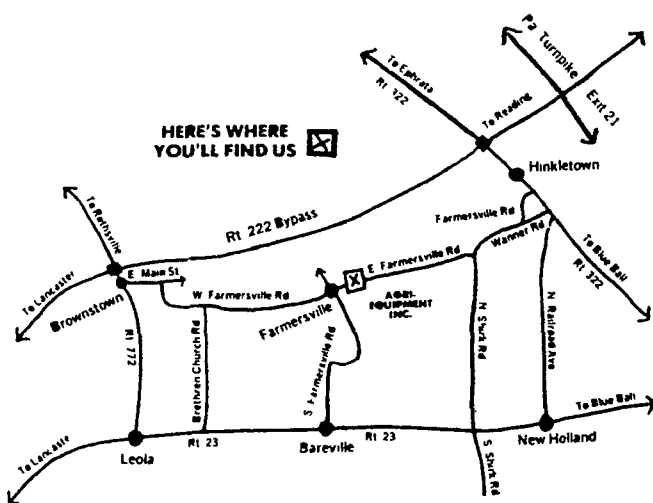 Pa Turnpike
Exit 21
To Ephrata
Rt 322
To Reading
HERE'S WHERE
YOU'LL FIND US
Hinkletown
To Rothsville
Rt 222 Bypass
Farmersville Rd
Wanner Rd
To Blue Ball
Rt 322
E Main St
E Farmersville Rd
To Lancaster
Brownstown
W Farmersville Rd
Farmersville
AGRI-
EQUIPMENT
INC.
Rt 772
Brethren Church Rd
S Farmersville Rd
N Shirk Rd
N Railroad Ave
To Blue Ball
To Lancaster
Leola
Rt 23
Bareville
Rt 23
New Holland
S Shirk Rd